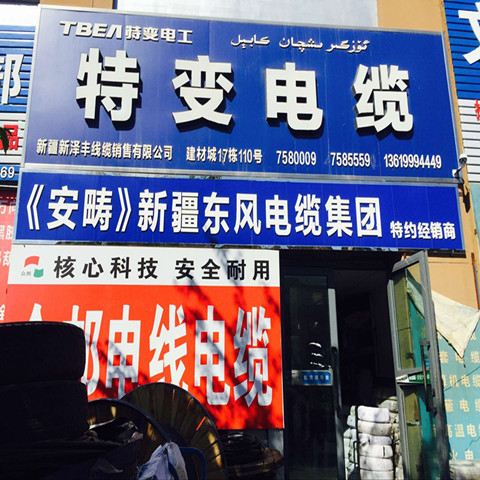 TBEA 特变电工 ئۆزگىرىشچان كابېل
特变电缆
新疆新泽丰线缆销售有限公司 建材城17栋110号 7580009 7585559 13619994449
《安畴》新疆东风电缆集团 特约经销商
核心科技 安全耐用
邦电线电缆